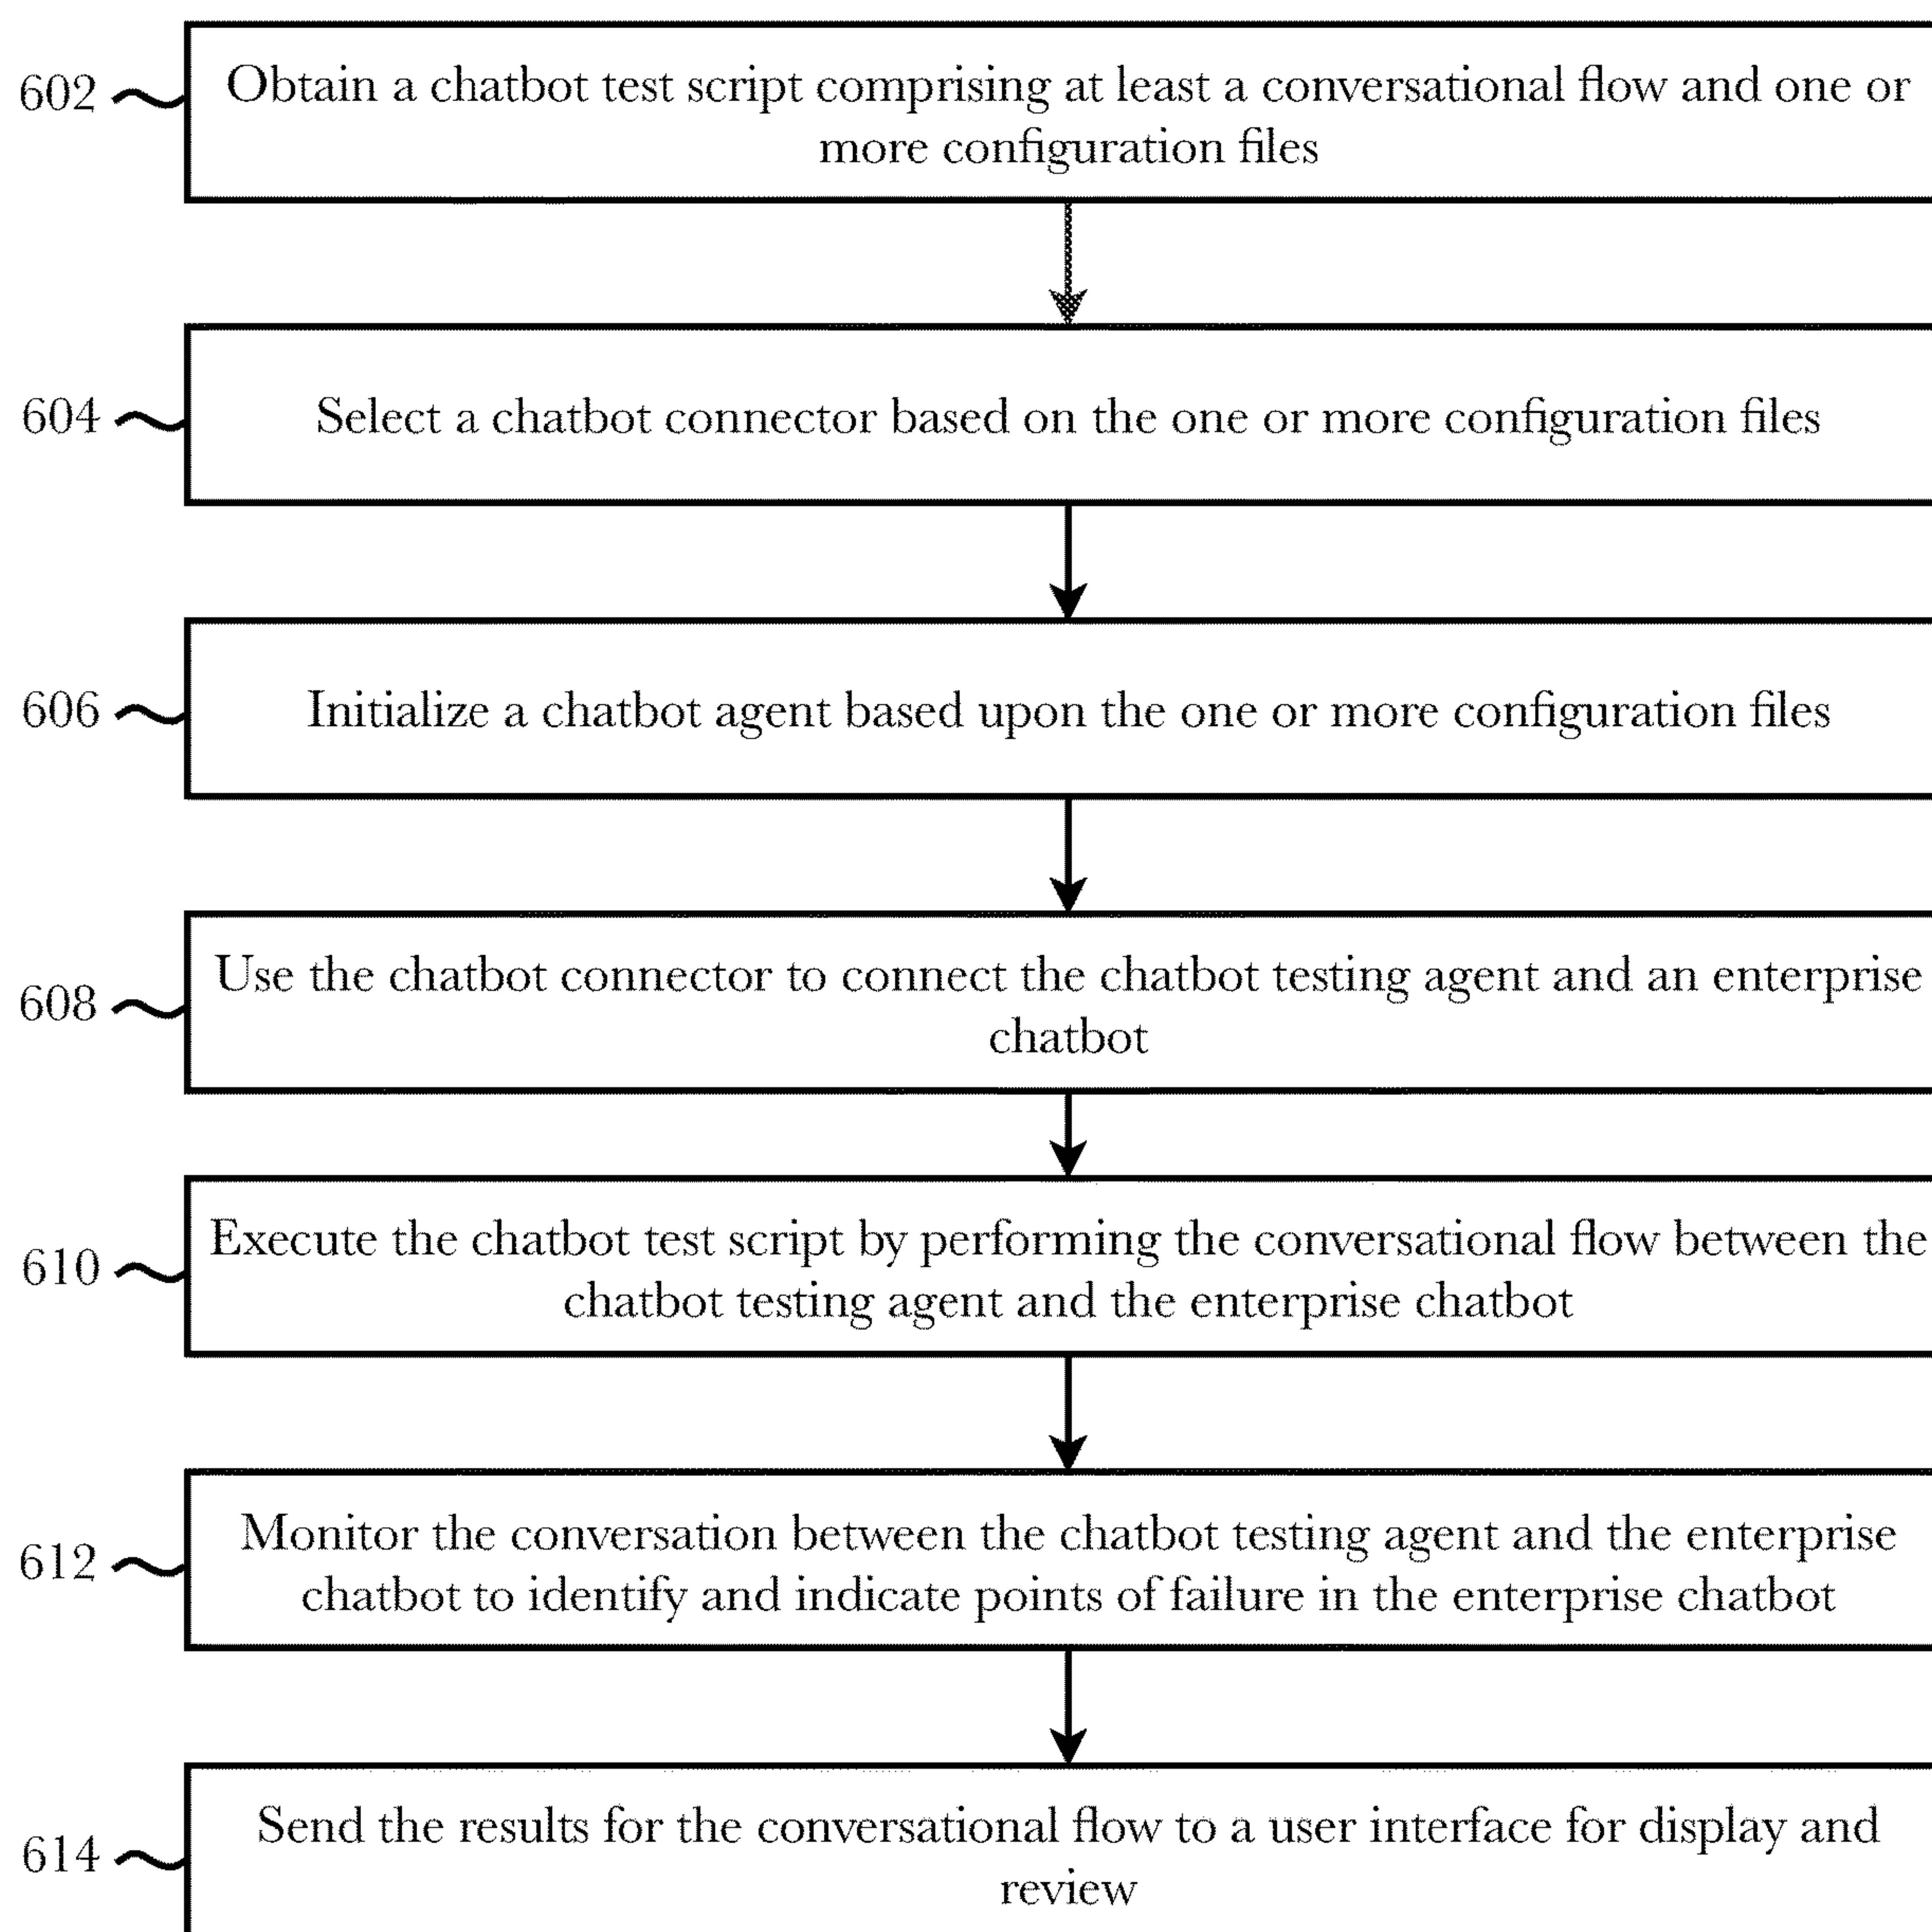 602
Obtain a chatbot test script comprising at least a conversational flow and one or
more configuration files
604
Select a chatbot connector based on the one or more configuration files
606
Initialize a chatbot agent based upon the one or more configuration files
608
Use the chatbot connector to connect the chatbot testing agent and an enterprise
chatbot
610
Execute the chatbot test script by performing the conversational flow between the
chatbot testing agent and the enterprise chatbot
612
Monitor the conversation between the chatbot testing agent and the enterprise
chatbot to identify and indicate points of failure in the enterprise chatbot
614
Send the results for the conversational flow to a user interface for display and
review